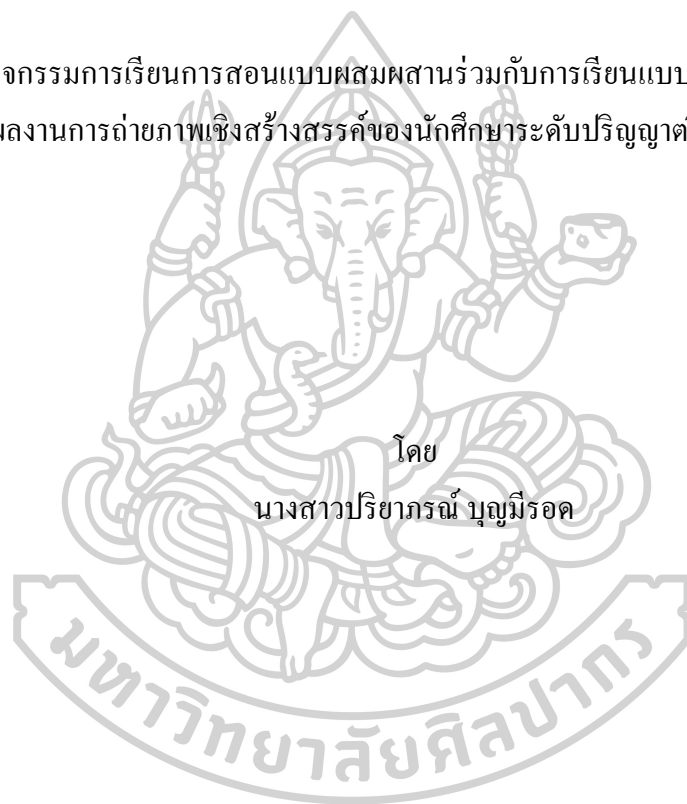 จกรรมการเรียนการสอนแบบผสมผสานร่วมกับการเรียนแบบ
ผลงานการถ่ายภาพเชิงสร้างสรรค์ของนักศึกษาระดับปริญญาต
โดย
นางสาวปริยาภรณ์ บุญมีรอด
มหาวิทยาลัยศิลปากร